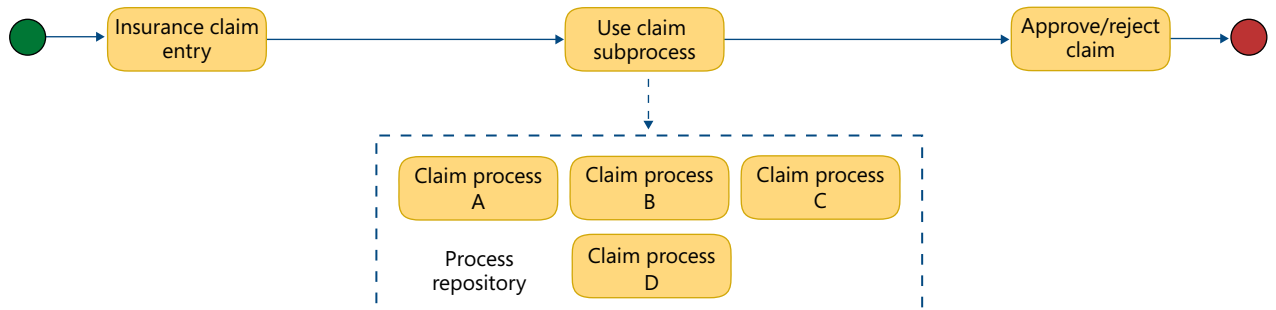 Insurance claim
entry
Use claim
subprocess
Approve/reject
claim
Claim process
A
Claim process
B
Claim process
C
Process
repository
Claim process
D